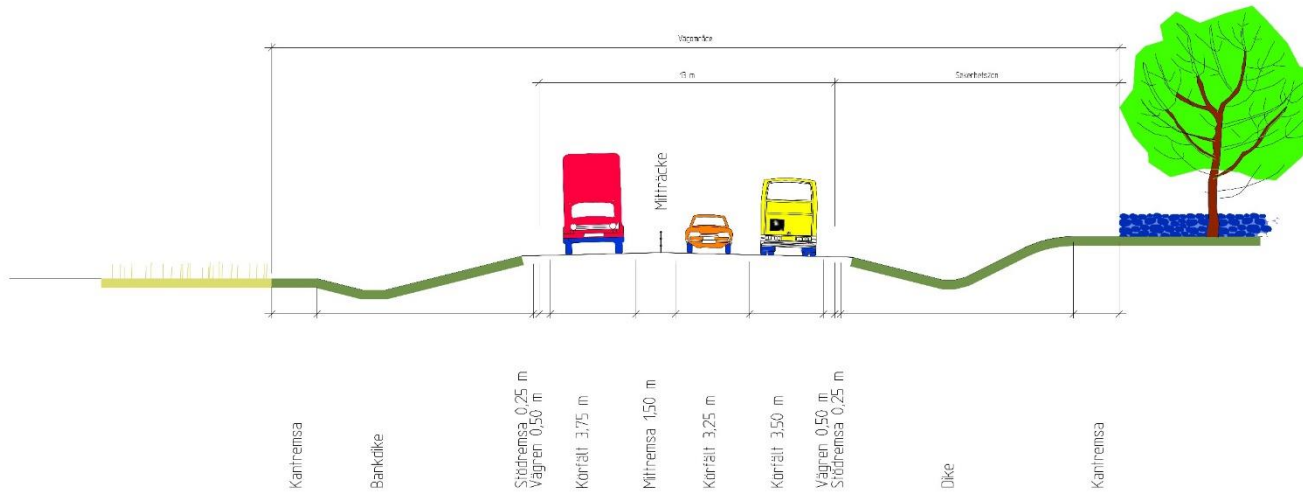 Vägområde
13 m
Säkerhetszon
Mitträcke
Kantremsa
Bankdike
Stödremsa 0,25 m
Vägren 0,50 m
Körfält 3,75 m
Mittremsa 1,50 m
Körfält 3,25 m
Körfält 3,50 m
Vägren 0,50 m
Stödremsa 0,25 m
Dike
Kantremsa